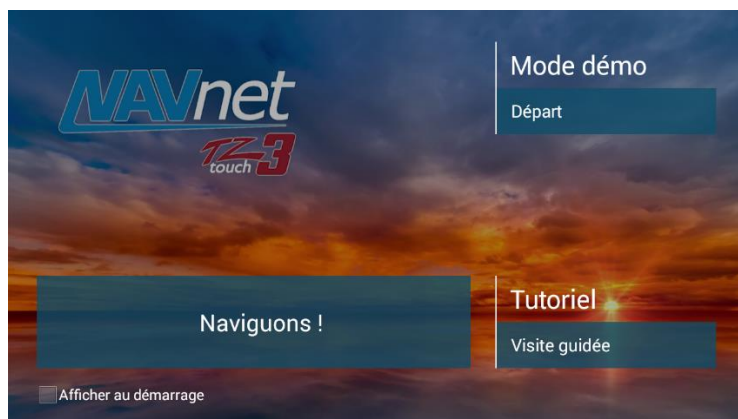 NAVnet
TZ touch 3
Mode démo
Départ
Naviguons !
Tutoriel
Visite guidée
Afficher au démarrage